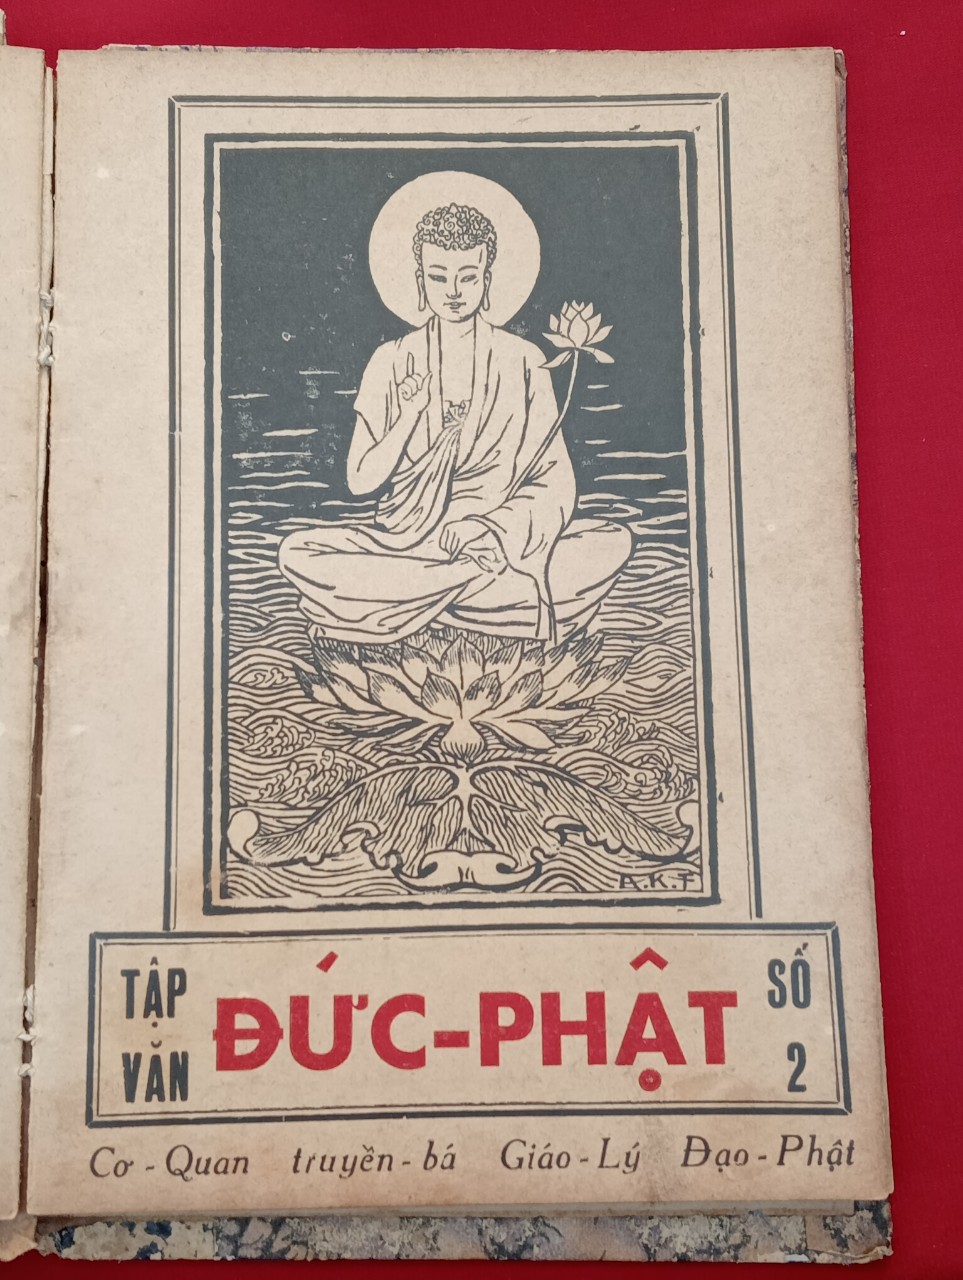 A.K.F
TẬP VĂN
ĐỨC-PHẬT
SỐ 2
Cơ-Quan truyền-bá Giáo-Lý Đạo-Phật